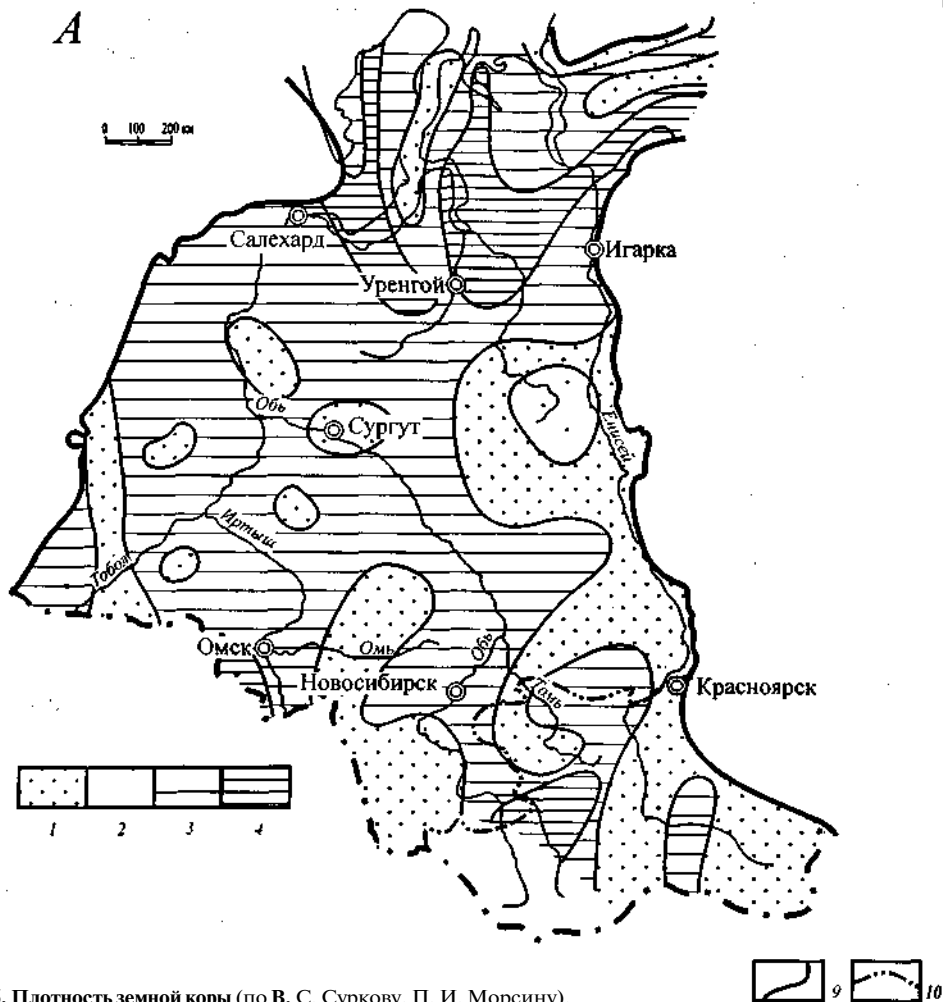 А
0 100 200 км
Салехард
Игарка
Уренгой
Обь
Сургут
Енисей
Иртыш
Тобол
Омск
Омь
Обь
Новосибирск
Томь
Красноярск
1 2 3 4
9 10
Плотность земной коры (по В. С. Суркову, П. И. Морсину)